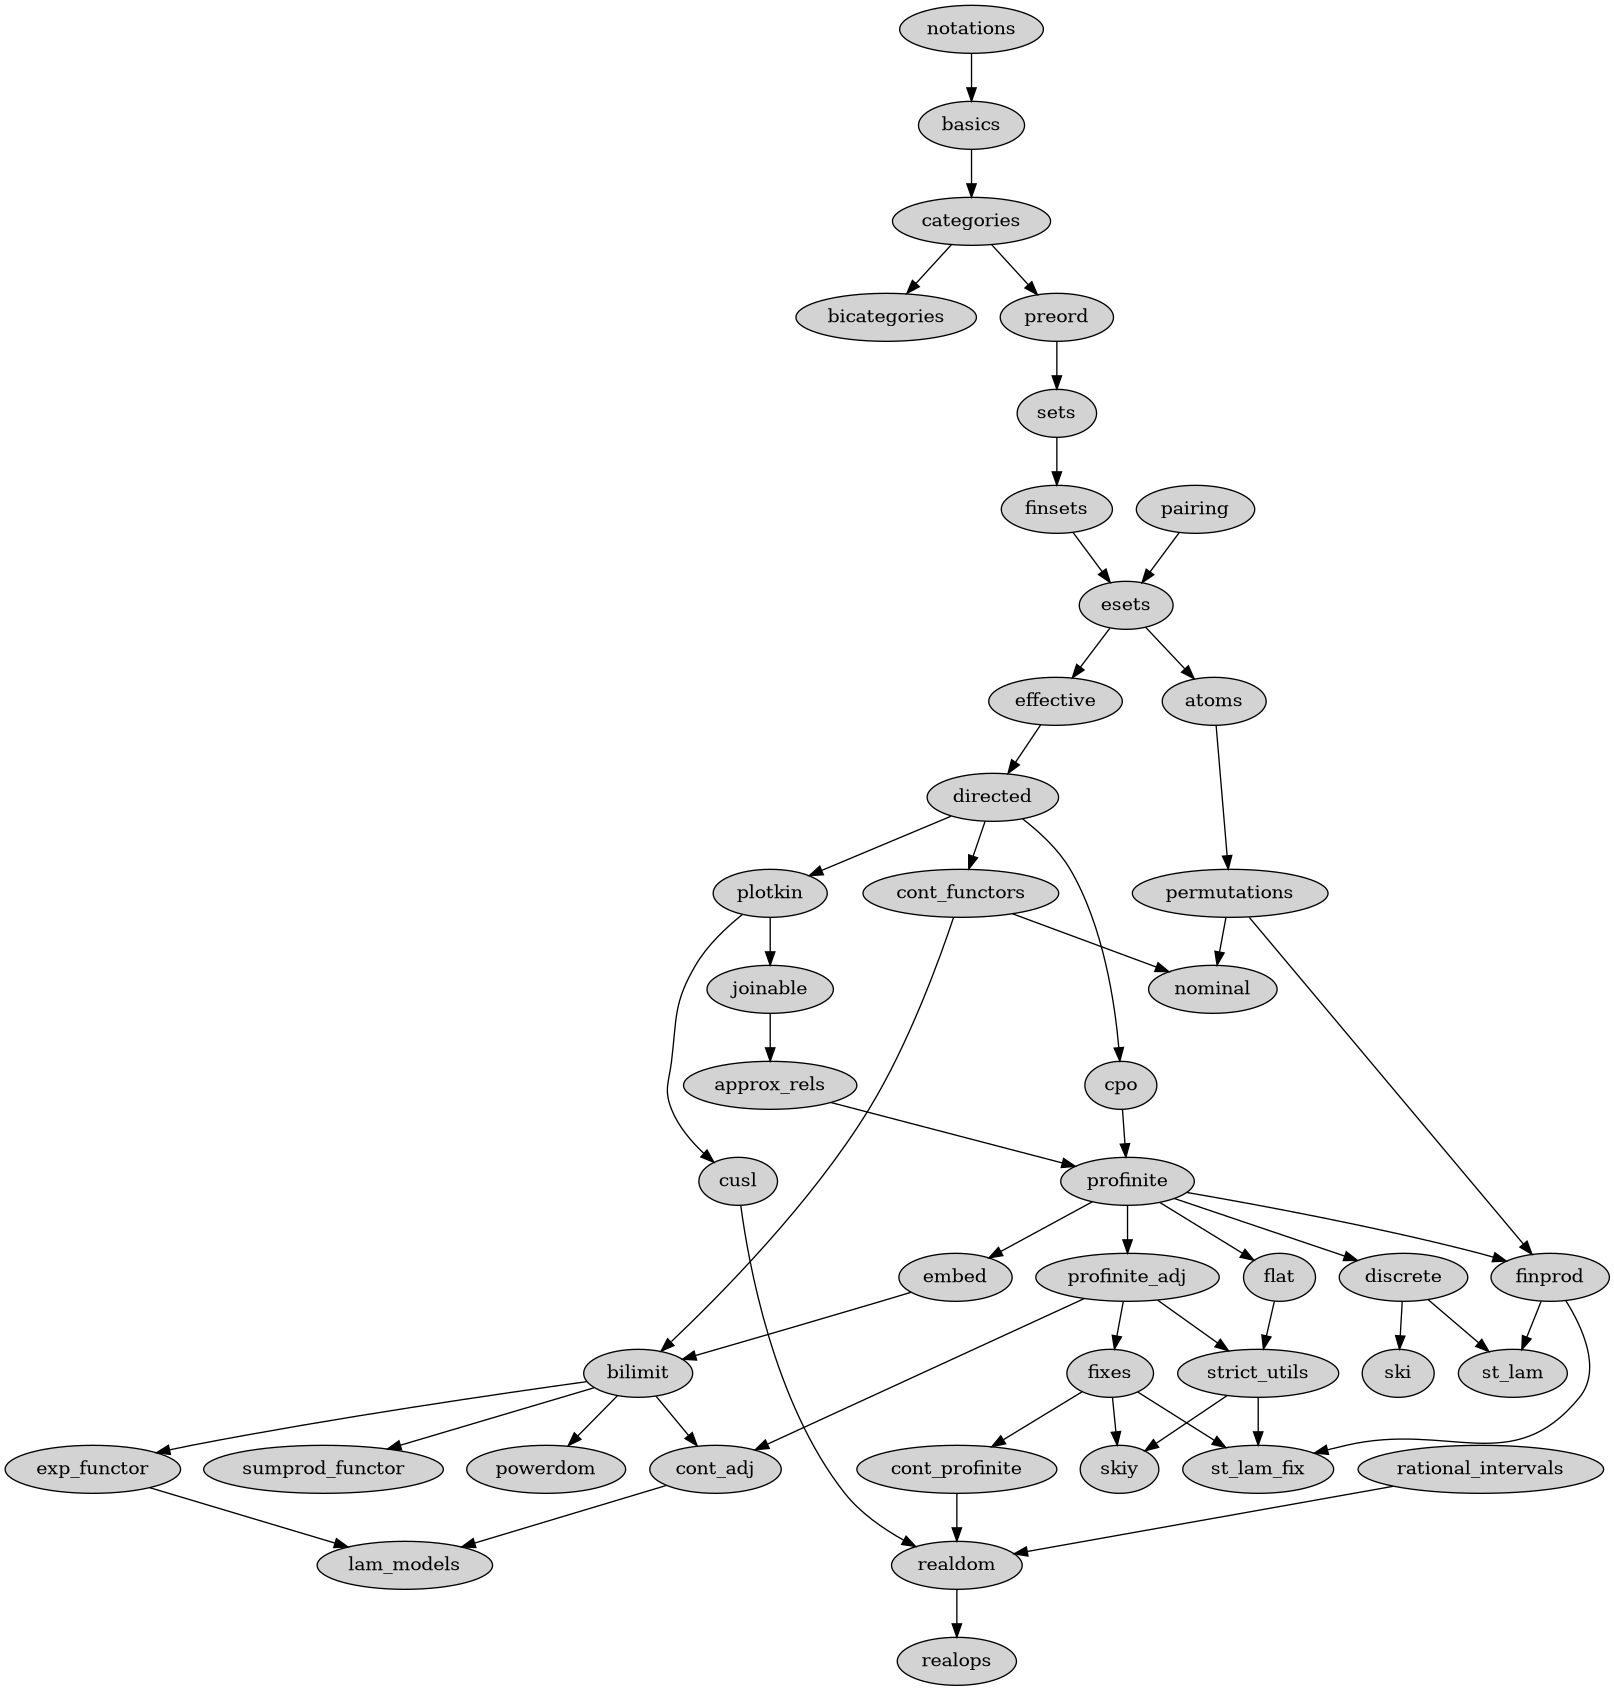 notations
basics
categories
bicategories
preord
sets
finsets
pairing
esets
effective
atoms
directed
plotkin
cont_functors
permutations
joinable
nominal
approx_rels
cpo
cusl
profinite
embed
profinite_adj
flat
discrete
finprod
bilimit
fixes
strict_utils
ski
st_lam
exp_functor
sumprod_functor
powerdom
cont_adj
cont_profinite
skiy
st_lam_fix
rational_intervals
lam_models
realdom
realops